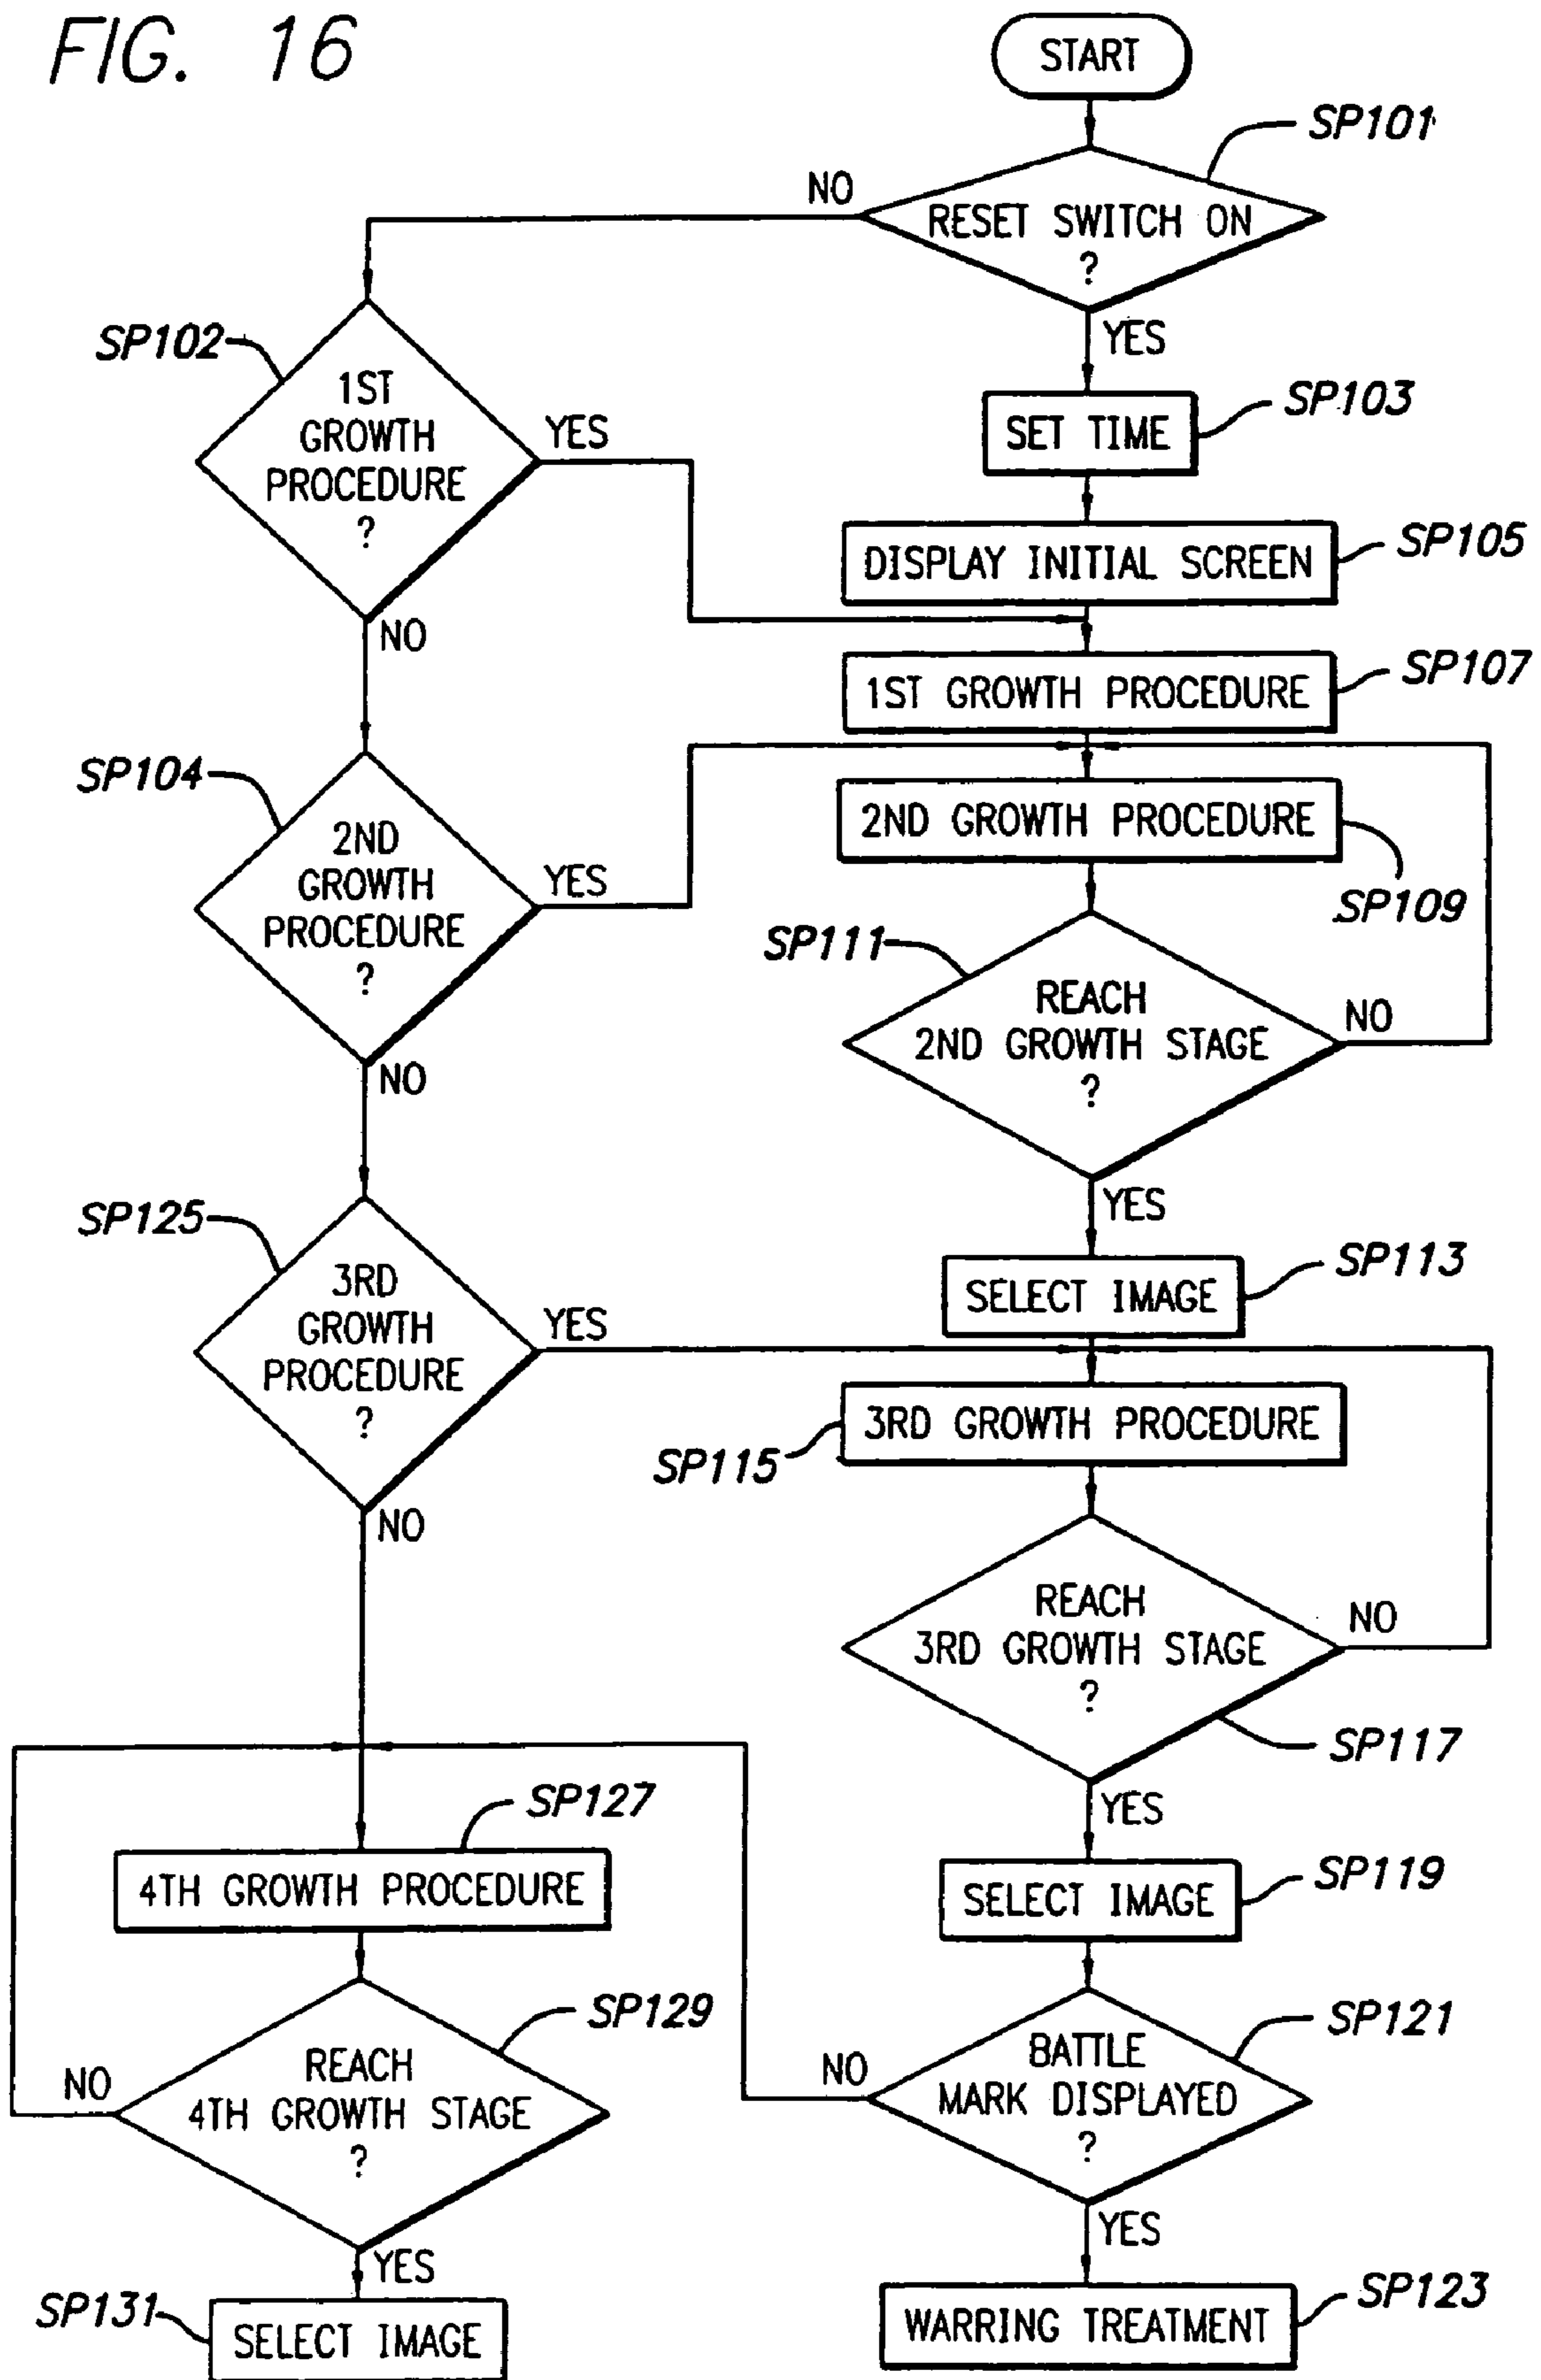 FIG. 16
START
SP101
NO
RESET SWITCH ON
?
YES
SP102
1ST
GROWTH
PROCEDURE
?
YES
NO
SP103
SET TIME
SP105
DISPLAY INITIAL SCREEN
SP107
1ST GROWTH PROCEDURE
SP104
2ND
GROWTH
PROCEDURE
?
YES
NO
2ND GROWTH PROCEDURE
SP109
SP111
REACH
2ND GROWTH STAGE
?
NO
YES
SP125
3RD
GROWTH
PROCEDURE
?
YES
NO
SP113
SELECT IMAGE
3RD GROWTH PROCEDURE
SP115
REACH
3RD GROWTH STAGE
?
NO
SP117
YES
SP127
4TH GROWTH PROCEDURE
SP119
SELECT IMAGE
SP129
REACH
4TH GROWTH STAGE
?
NO
YES
SP121
BATTLE
MARK DISPLAYED
?
NO
YES
SP131
SELECT IMAGE
SP123
WARRING TREATMENT